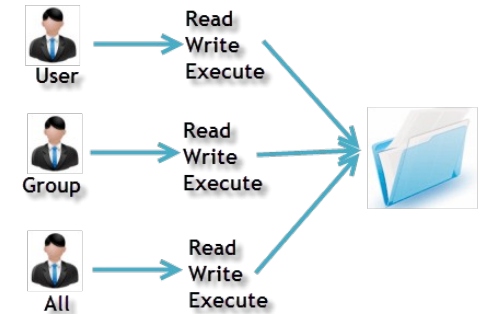 Read
Write
Execute
User
Read
Write
Execute
Group
Read
Write
Execute
All